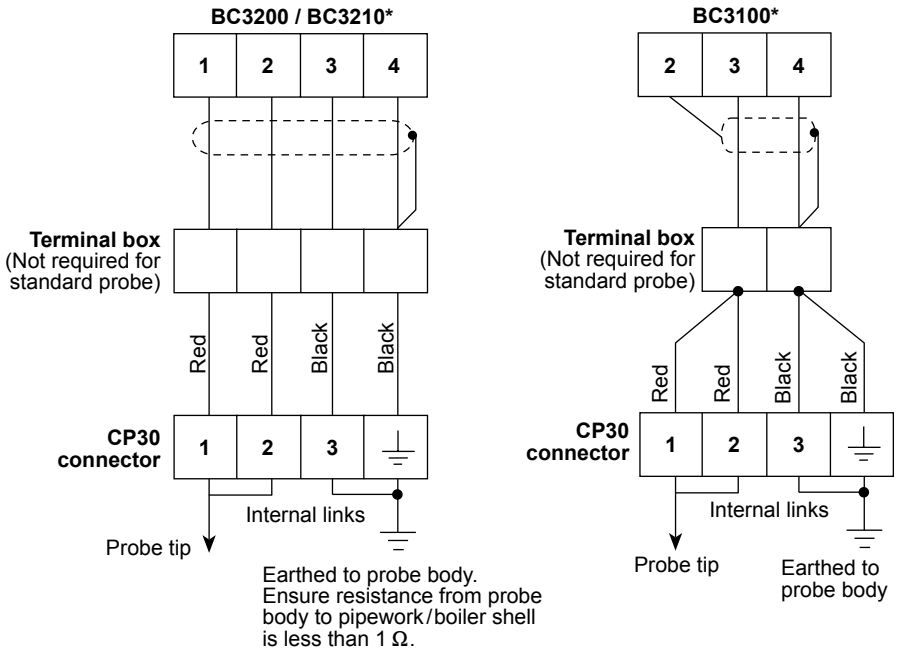 BC3200 / BC3210*
1 2 3 4
Terminal box
(Not required for
standard probe)
Red Red Black Black
CP30
connector
1 2 3
Internal links
Probe tip
Earthed to probe body.
Ensure resistance from probe
body to pipework/boiler shell
is less than 1 Ω.
BC3100*
2 3 4
Terminal box
(Not required for
standard probe)
Red Red Black Black
CP30
connector
1 2 3
Internal links
Probe tip
Earthed to
probe body